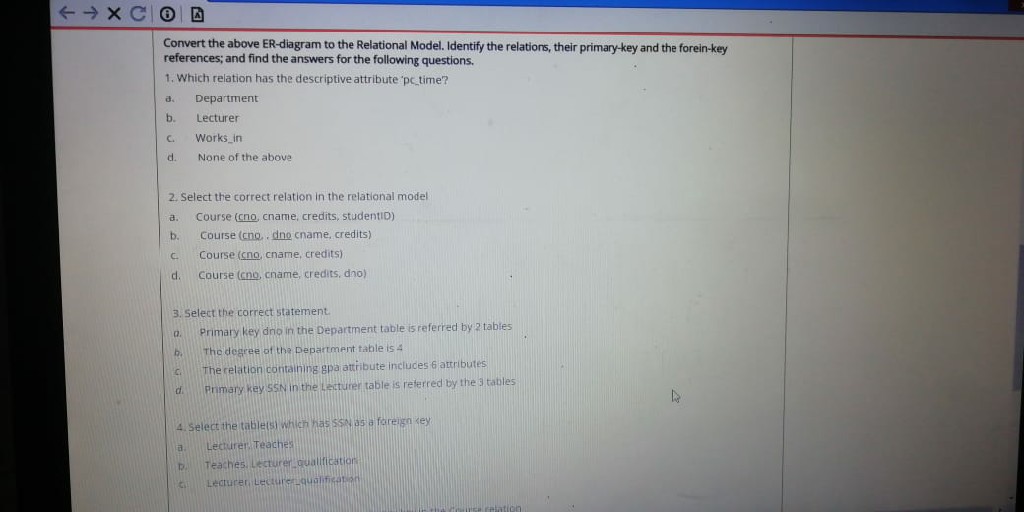 Convert the above ER-diagram to the Relational Model. Identify the relations, their primary-key and the forein-key
references; and find the answers for the following questions.
1. Which relation has the descriptive attribute 'pc_time'?
a. Department
b. Lecturer
c. Works_in
d. None of the above
2. Select the correct relation in the relational model
a. Course (cno, cname, credits, studentID)
b. Course (cno, , dno cname, credits)
c. Course (cno, cname, credits)
d. Course (cno, cname, credits, dno)
3. Select the correct statement.
a. Primary key dno in the Department table is referred by 2 tables
b. The degree of the Department table is 4
c. The relation containing gpa attribute incluces 6 attributes
d. Primary key SSN in the Lecturer table is referred by the 3 tables
4. Select the table(s) which has SSN as a foreign key
a. Lecturer, Teaches
b. Teaches, Lecturer_qualification
c. Lecturer, Lecturer_qualification
in the Course relation